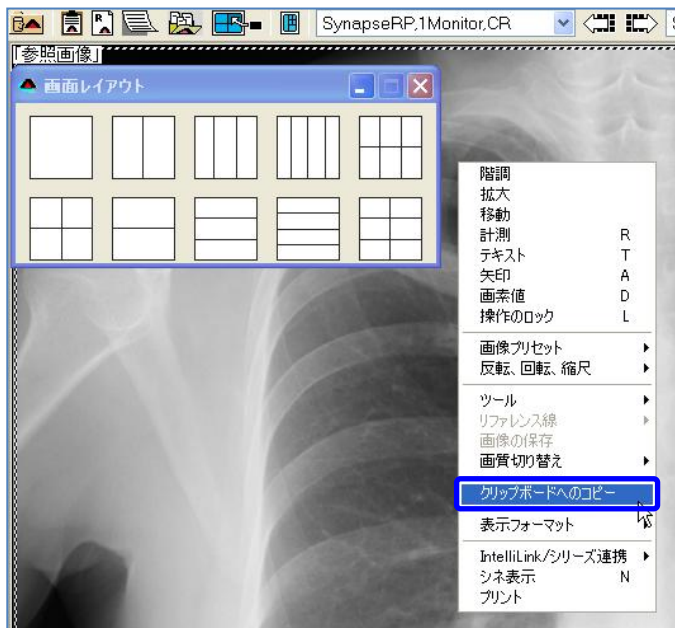 SynapseRP,1Monitor,CR
「参照画像」
画面レイアウト
階調
拡大
移動
計測 R
テキスト T
矢印 A
画素値 D
操作のロック L
画像プリセット
反転、回転、縮尺
ツール
リファレンス線
画像の保存
画質切り替え
クリップボードへのコピー
表示フォーマット
IntelliLink/シリーズ連携
シネ表示 N
プリント